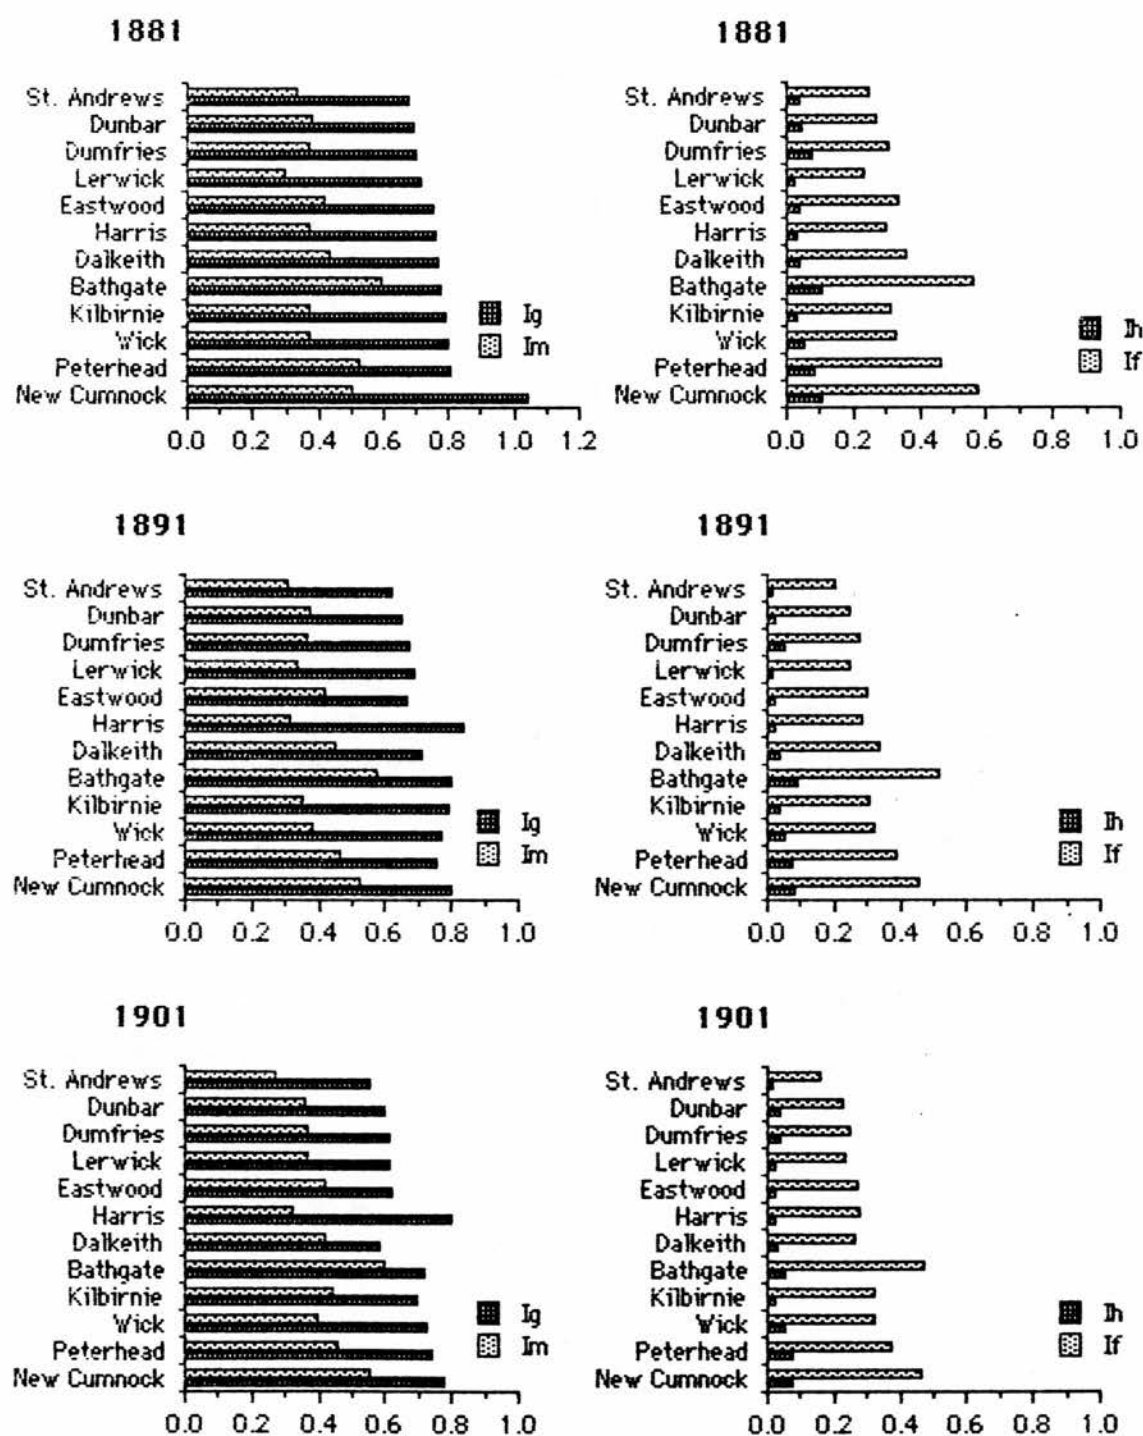 1881
St. Andrews
Dunbar
Dumfries
Lerwick
Eastwood
Harris
Dalkeith
Bathgate
Kilbirnie
Wick
Peterhead
New Cumnock
Ig
Im
0.0 0.2 0.4 0.6 0.8 1.0 1.2
1881
St. Andrews
Dunbar
Dumfries
Lerwick
Eastwood
Harris
Dalkeith
Bathgate
Kilbirnie
Wick
Peterhead
New Cumnock
Ih
If
0.0 0.2 0.4 0.6 0.8 1.0
1891
St. Andrews
Dunbar
Dumfries
Lerwick
Eastwood
Harris
Dalkeith
Bathgate
Kilbirnie
Wick
Peterhead
New Cumnock
Ig
Im
0.0 0.2 0.4 0.6 0.8 1.0
1891
St. Andrews
Dunbar
Dumfries
Lerwick
Eastwood
Harris
Dalkeith
Bathgate
Kilbirnie
Wick
Peterhead
New Cumnock
Ih
If
0.0 0.2 0.4 0.6 0.8 1.0
1901
St. Andrews
Dunbar
Dumfries
Lerwick
Eastwood
Harris
Dalkeith
Bathgate
Kilbirnie
Wick
Peterhead
New Cumnock
Ig
Im
0.0 0.2 0.4 0.6 0.8 1.0
1901
St. Andrews
Dunbar
Dumfries
Lerwick
Eastwood
Harris
Dalkeith
Bathgate
Kilbirnie
Wick
Peterhead
New Cumnock
Ih
If
0.0 0.2 0.4 0.6 0.8 1.0